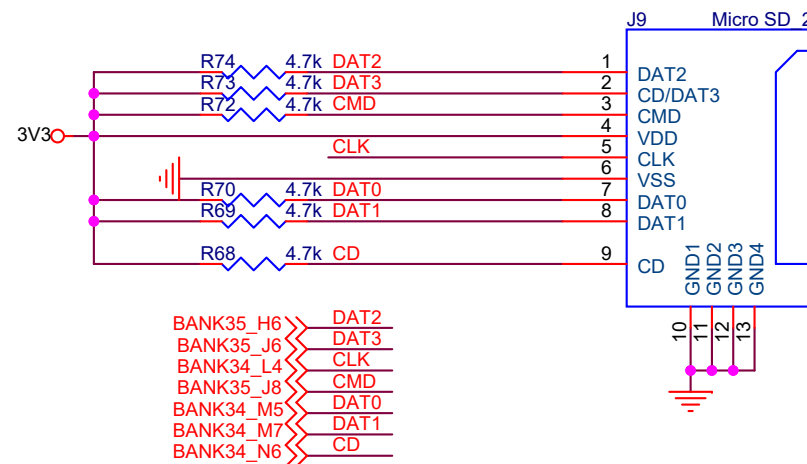 J9 Micro SD_2
R74 4.7k DAT2 1 DAT2
R73 4.7k DAT3 2 CD/DAT3
R72 4.7k CMD 3 CMD
3V3 4 VDD
CLK 5 CLK
6 VSS
R70 4.7k DAT0 7 DAT0
R69 4.7k DAT1 8 DAT1
R68 4.7k CD 9 CD
GND1 GND2 GND3 GND4
10 11 12 13
BANK35_H6 DAT2
BANK35_J6 DAT3
BANK34_L4 CLK
BANK35_J8 CMD
BANK34_M5 DAT0
BANK34_M7 DAT1
BANK34_N6 CD